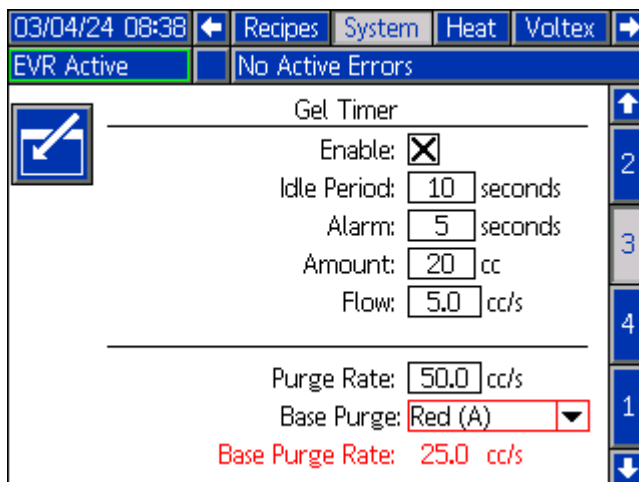 03/04/24 08:38 Recipes System Heat Voltex
EVR Active No Active Errors
Gel Timer
Enable:
Idle Period: 10 seconds
Alarm: 5 seconds
Amount: 20 cc
Flow: 5.0 cc/s
Purge Rate: 50.0 cc/s
Base Purge: Red (A)
Base Purge Rate: 25.0 cc/s
2
3
4
1